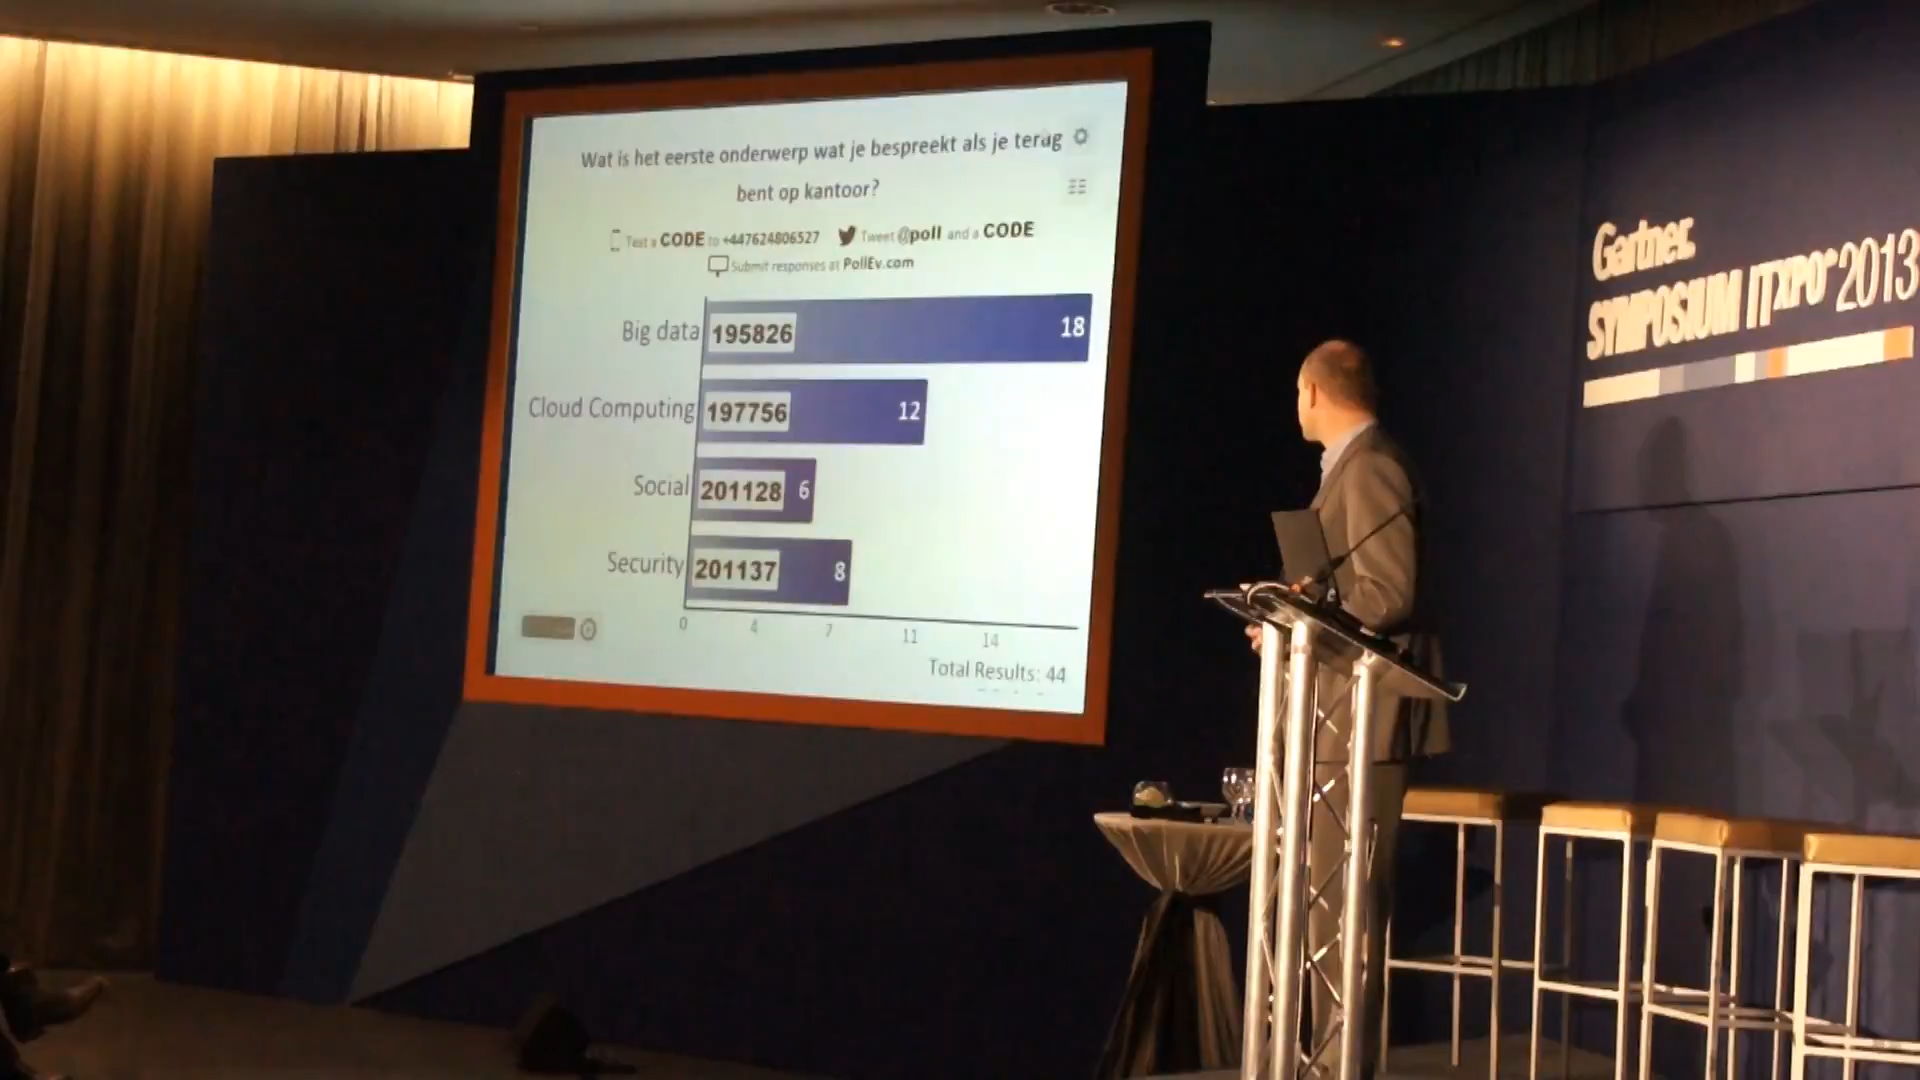 Wat is het eerste onderwerp wat je bespreekt als je terug
bent op kantoor?
Text a CODE to +447624806527 Tweet @poll and a CODE
Submit responses at PollEv.com
Big data 195826 18
Cloud Computing 197756 12
Social 201128 6
Security 201137 8
0 4 7 11 14
Total Results: 44
Gartner
SYMPOSIUM ITXPO 2013